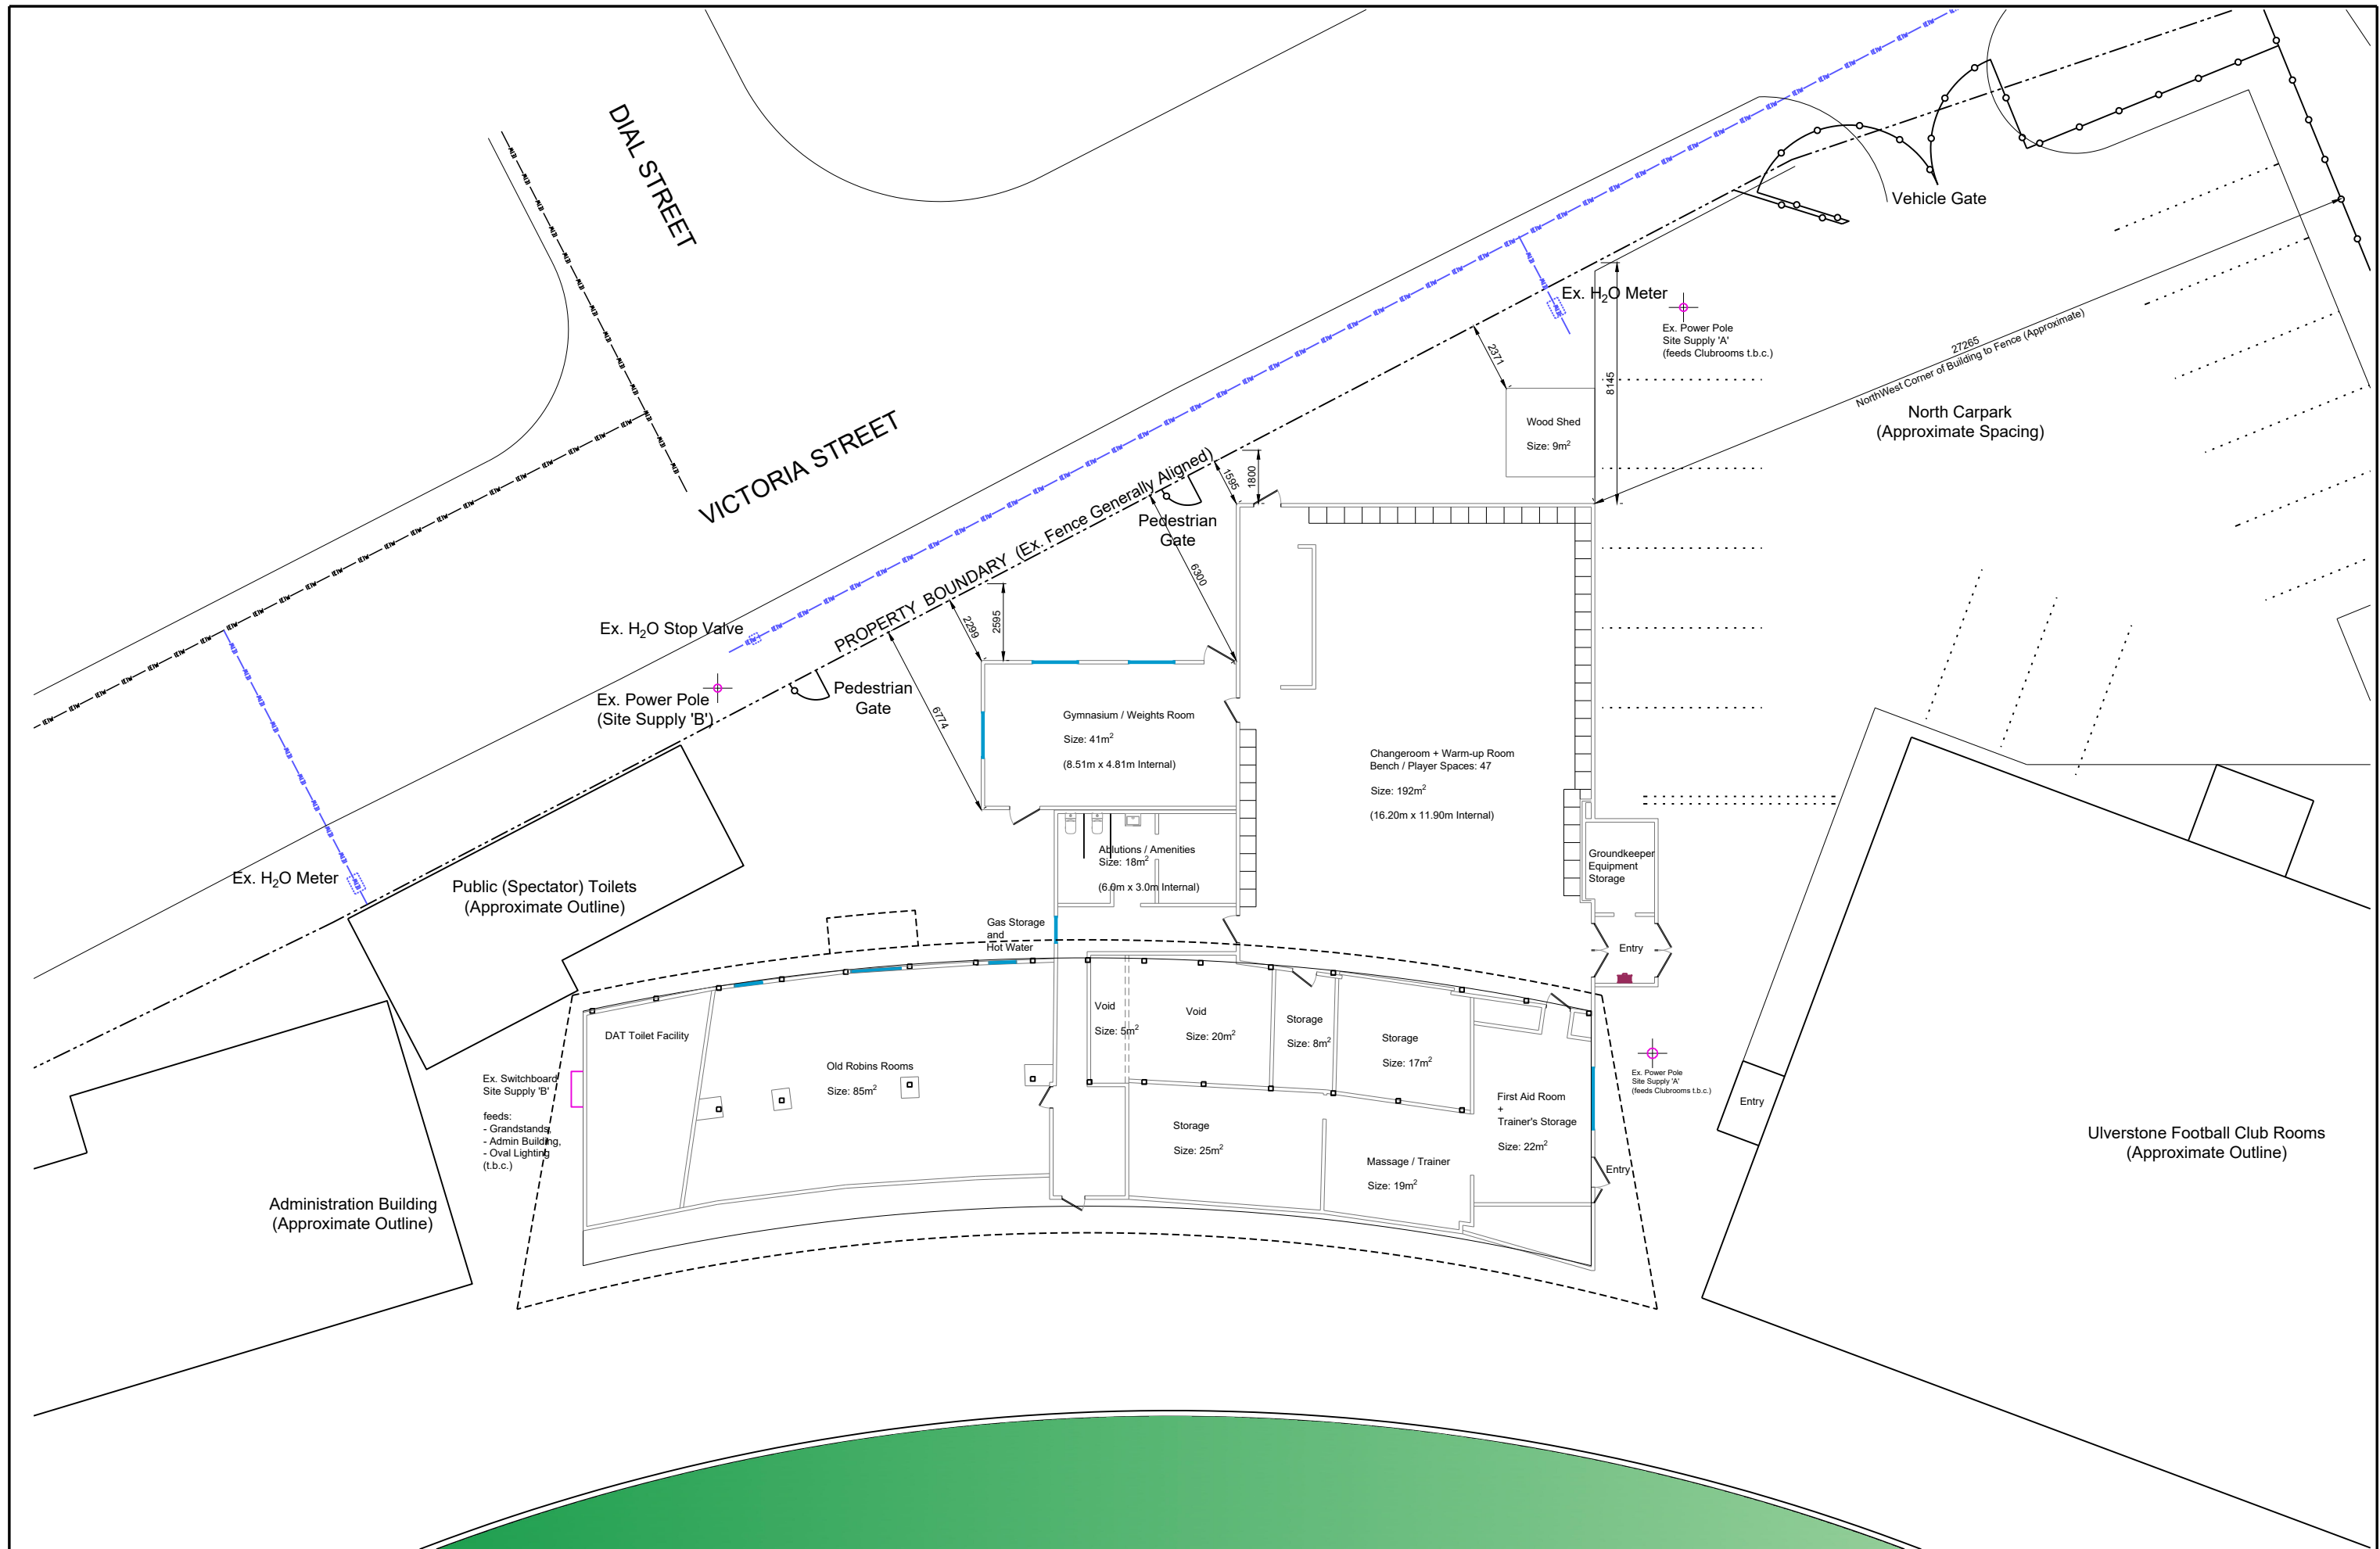 DIAL STREET
VICTORIA STREET
PROPERTY BOUNDARY (Ex. Fence Generally Aligned)
Vehicle Gate
Ex. H₂O Meter
Ex. Power Pole
Site Supply 'A'
(feeds Clubrooms t.b.c.)
27265
NorthWest Corner of Building to Fence (Approximate)
North Carpark
(Approximate Spacing)
2371
8145
Wood Shed
Size: 9m²
1595
1800
Pedestrian
Gate
6300
2299
2595
6774
Ex. H₂O Stop Valve
Ex. Power Pole
(Site Supply 'B')
Pedestrian
Gate
Gymnasium / Weights Room
Size: 41m²
(8.51m x 4.81m Internal)
Changeroom + Warm-up Room
Bench / Player Spaces: 47
Size: 192m²
(16.20m x 11.90m Internal)
Ablutions / Amenities
Size: 18m²
(6.0m x 3.0m Internal)
Groundkeeper
Equipment
Storage
Entry
Ex. H₂O Meter
Public (Spectator) Toilets
(Approximate Outline)
Gas Storage
and
Hot Water
DAT Toilet Facility
Old Robins Rooms
Size: 85m²
Void
Size: 5m²
Void
Size: 20m²
Storage
Size: 8m²
Storage
Size: 17m²
Ex. Switchboard
Site Supply 'B'
feeds:
- Grandstands,
- Admin Building,
- Oval Lighting
(t.b.c.)
Storage
Size: 25m²
Massage / Trainer
Size: 19m²
First Aid Room
+
Trainer's Storage
Size: 22m²
Entry
Ex. Power Pole
Site Supply 'A'
(feeds Clubrooms t.b.c.)
Entry
Ulverstone Football Club Rooms
(Approximate Outline)
Administration Building
(Approximate Outline)